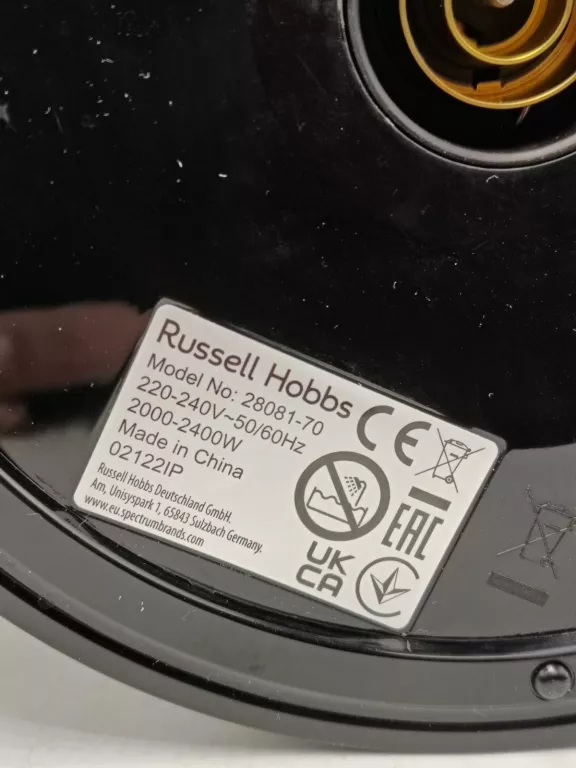 Russell Hobbs
Model No: 28081-70
220-240V~50/60Hz
2000-2400W
Made in China
02122IP
Russell Hobbs Deutschland GmbH.
Am, Unisyspark 1, 65843 Sulzbach Germany.
www.eu.spectrumbrands.com
CE
EAC
UK
CA